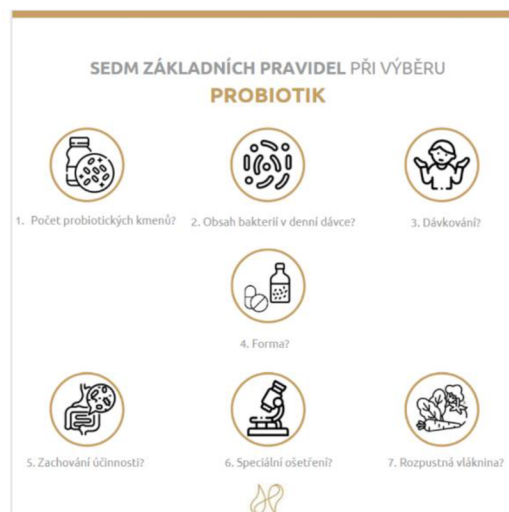 SEDM ZÁKLADNÍCH PRAVIDEL PŘI VÝBĚRU
PROBIOTIK
1. Počet probiotických kmenů?
2. Obsah bakterií v denní dávce?
3. Dávkování?
4. Forma?
5. Zachování účinnosti?
6. Speciální ošetření?
7. Rozpustná vláknina?